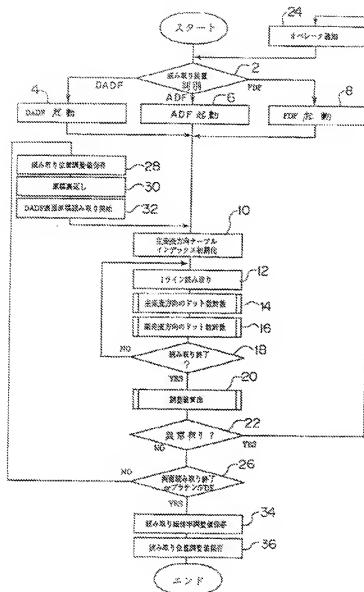 スタート
24
オペレータ通知
読み取り装置
判別
2
DADF
ADF
FDF
4
6
8
DADF 起動
ADF 起動
FDF 起動
28
読み取り位置調整値保存
30
原稿裏返し
32
DADF裏面原稿読み取り開始
10
主走査方向テーブル
インデックス初期化
12
1ライン読み取り
主走査方向のドット数計数
14
副走査方向のドット数計数
16
読み取り終了
?
18
NO
YES
20
調整値算出
22
異常有り?
NO
YES
26
両面読み取り終了
NO
YES
34
読み取り縮倍率調整値保存
読み取り位置調整値保存
36
エンド